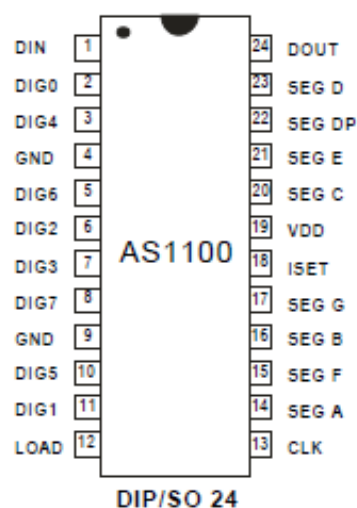 DIN 1 24 DOUT
DIG0 2 23 SEG D
DIG4 3 22 SEG DP
GND 4 21 SEG E
DIG6 5 20 SEG C
DIG2 6 19 VDD
AS1100
DIG3 7 18 ISET
DIG7 8 17 SEG G
GND 9 16 SEG B
DIG5 10 15 SEG F
DIG1 11 14 SEG A
LOAD 12 13 CLK
DIP/SO 24